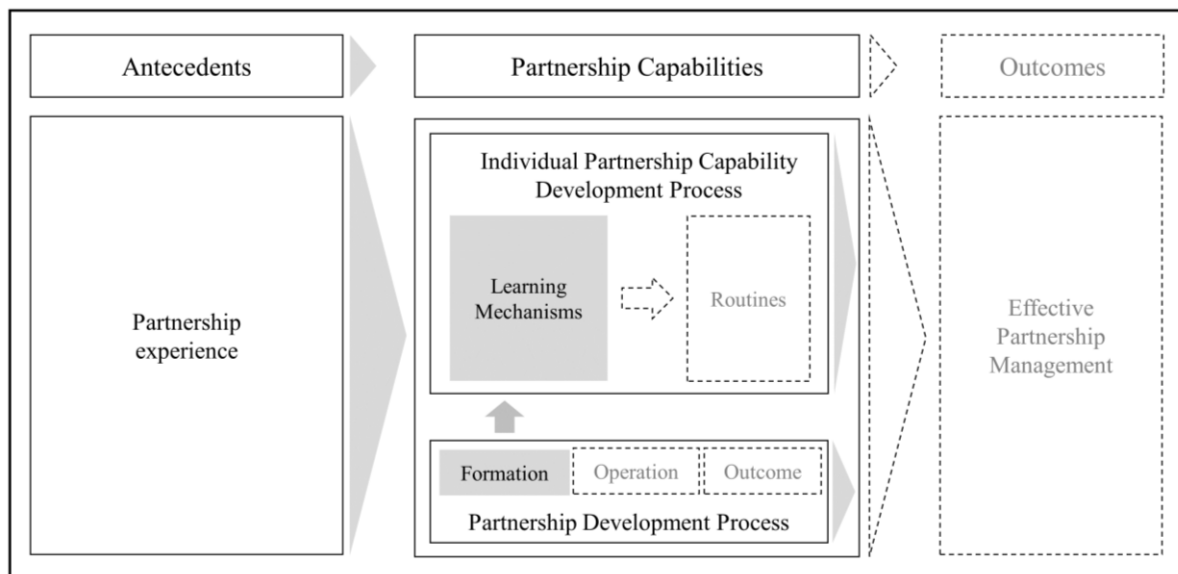 Antecedents
Partnership Capabilities
Outcomes
Partnership
experience
Individual Partnership Capability
Development Process
Learning
Mechanisms
Routines
Formation
Operation
Outcome
Partnership Development Process
Effective
Partnership
Management